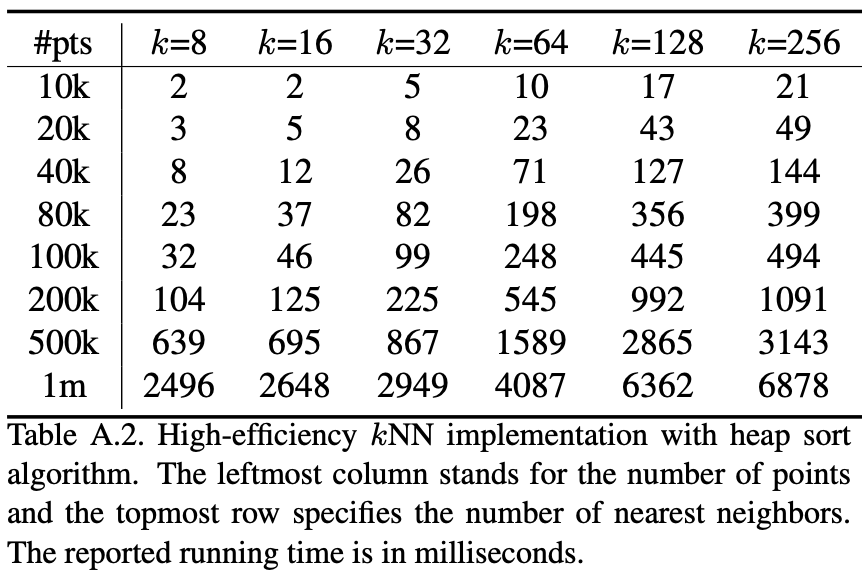 #pts k=8 k=16 k=32 k=64 k=128 k=256
10k 2 2 5 10 17 21
20k 3 5 8 23 43 49
40k 8 12 26 71 127 144
80k 23 37 82 198 356 399
100k 32 46 99 248 445 494
200k 104 125 225 545 992 1091
500k 639 695 867 1589 2865 3143
1m 2496 2648 2949 4087 6362 6878
Table A.2. High-efficiency kNN implementation with heap sort
algorithm. The leftmost column stands for the number of points
and the topmost row specifies the number of nearest neighbors.
The reported running time is in milliseconds.